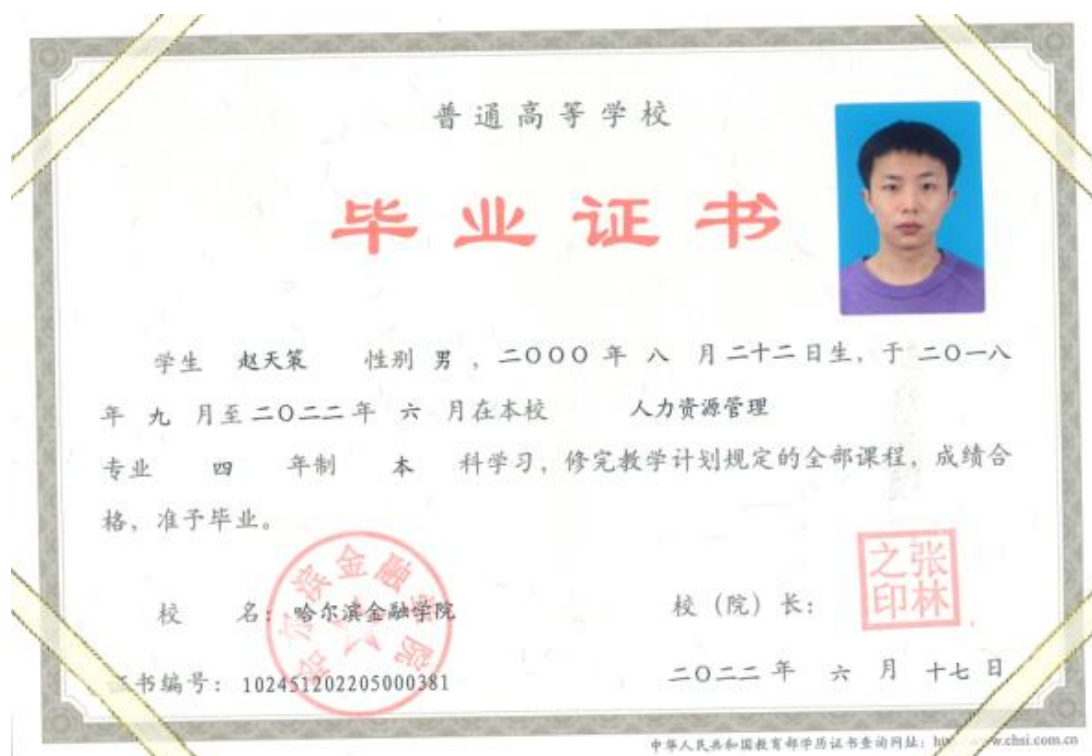 普通高等学校
毕业证书
学生 赵天策 性别 男 ，二〇〇〇 年 八 月 二十二 日生，于 二〇一八
年 九 月至 二〇二二 年 六 月在本校 人力资源管理
专业 四 年制 本 科学习，修完教学计划规定的全部课程，成绩合
格，准予毕业。
哈尔滨金融学院
张林之印
校 名：哈尔滨金融学院 校（院）长：
书编号：102451202205000381 二〇二二 年 六 月 十七 日
中华人民共和国教育部学历证书查询网址：